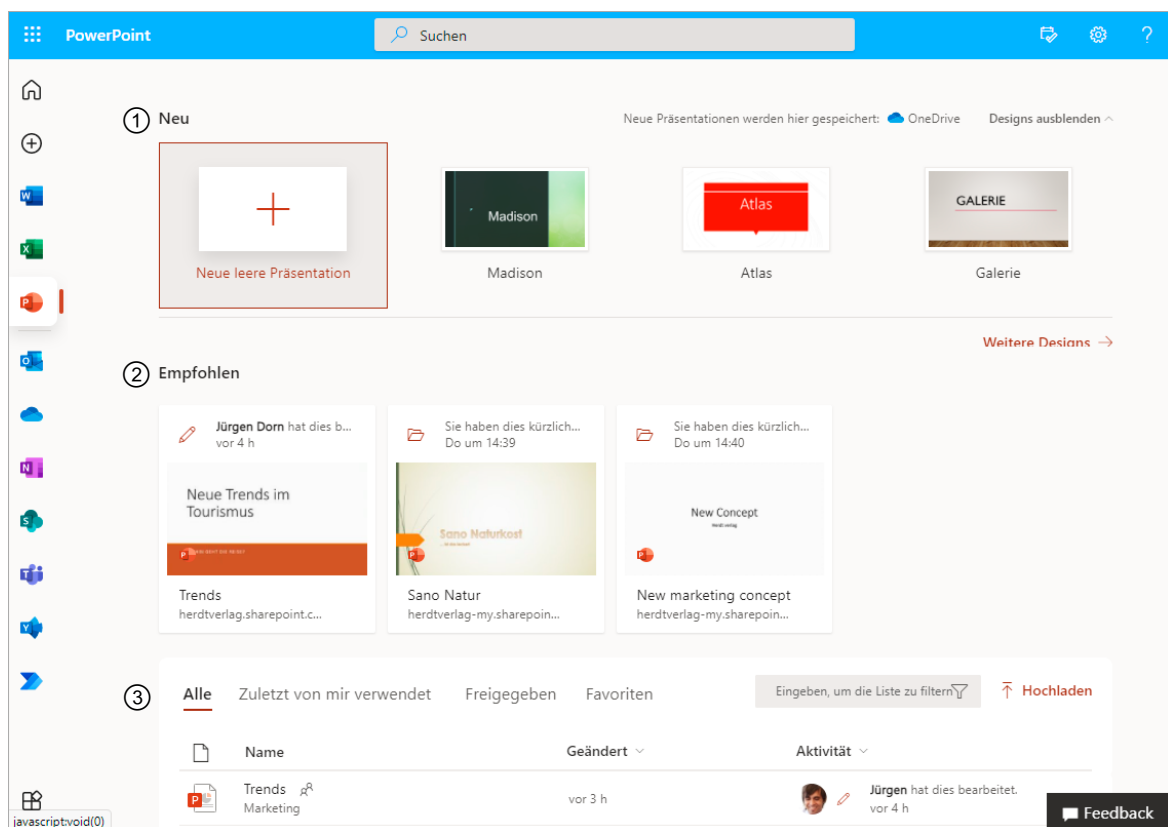 PowerPoint
Suchen
① Neu
Neue Präsentationen werden hier gespeichert: OneDrive Designs ausblenden
Madison
Atlas
GALERIE
Neue leere Präsentation Madison Atlas Galerie
Weitere Designs →
② Empfohlen
Jürgen Dorn hat dies b...
vor 4 h
Sie haben dies kürzlich...
Do um 14:39
Sie haben dies kürzlich...
Do um 14:40
Neue Trends im
Tourismus
Sano Naturkost
New Concept
Herdt verlag
Trends
herdtverlag.sharepoint.c...
Sano Natur
herdtverlag-my.sharepoin...
New marketing concept
herdtverlag-my.sharepoin...
③ Alle Zuletzt von mir verwendet Freigegeben Favoriten Eingeben, um die Liste zu filtern Hochladen
Name Geändert Aktivität
Trends
Marketing
vor 3 h
Jürgen hat dies bearbeitet.
vor 4 h
Feedback
javascript:void(0)